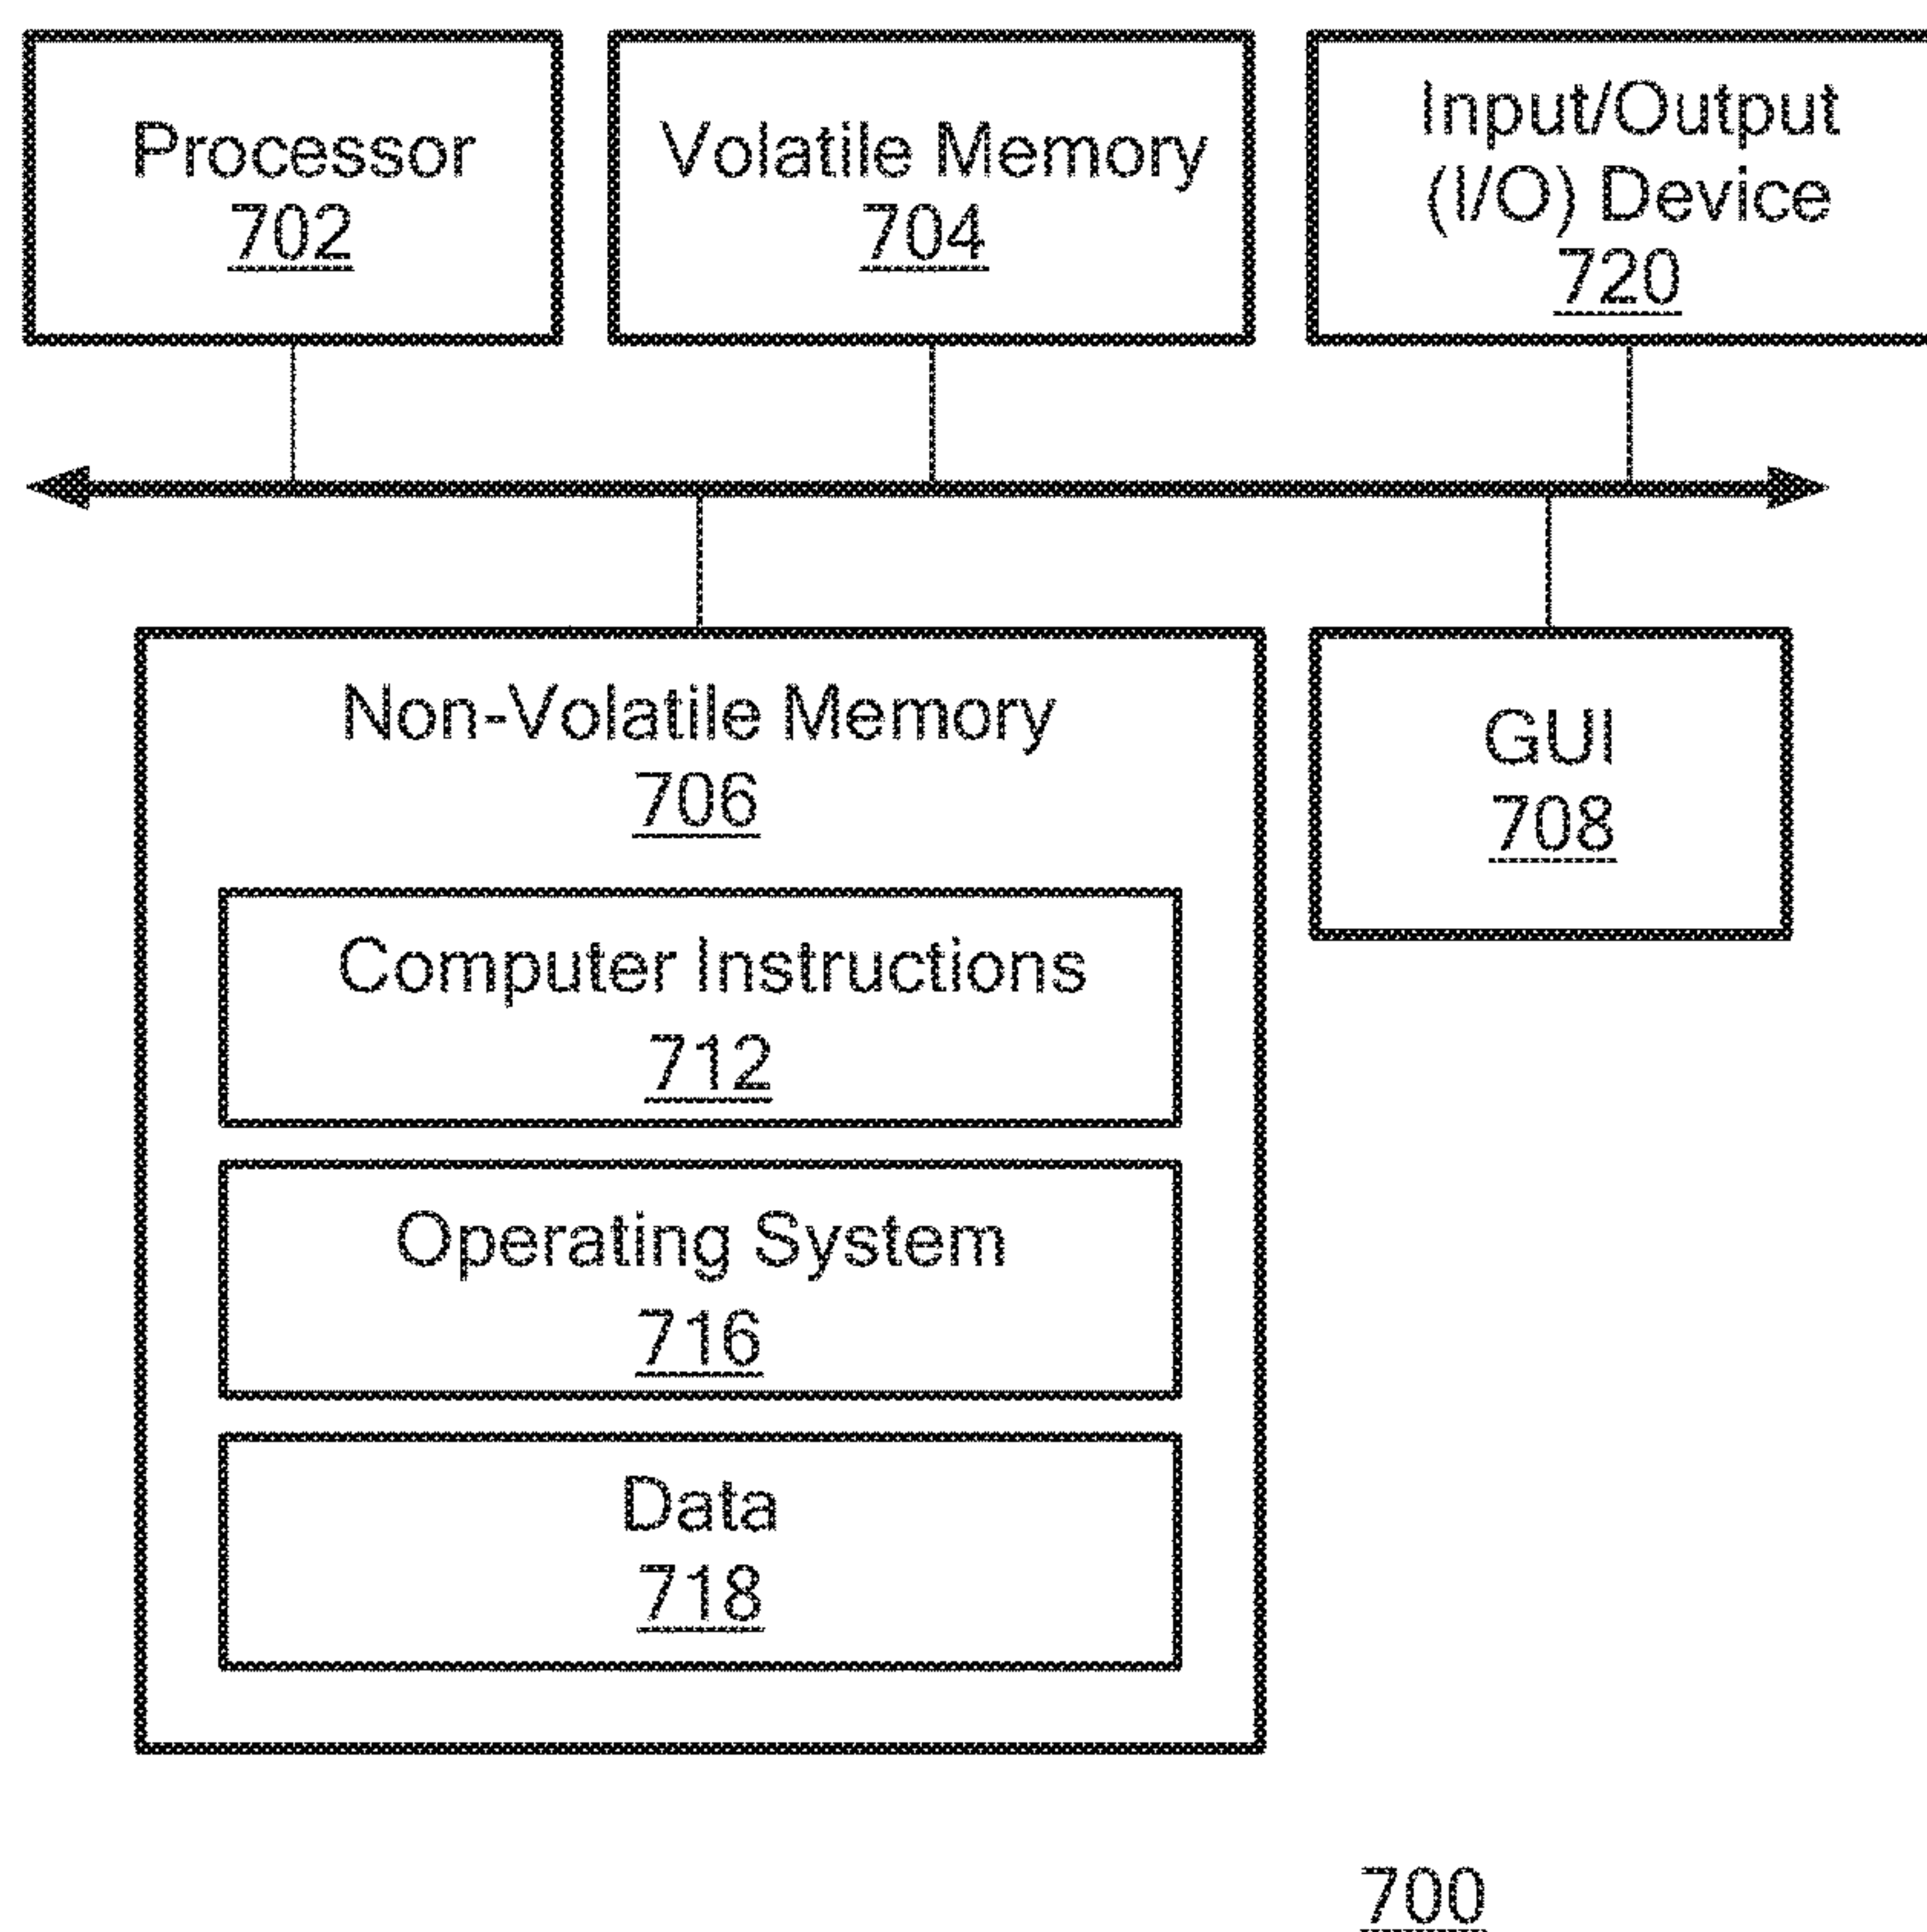 Processor
702
Volatile Memory
704
Input/Output
(I/O) Device
720
Non-Volatile Memory
706
Computer Instructions
712
Operating System
716
Data
718
GUI
708
700